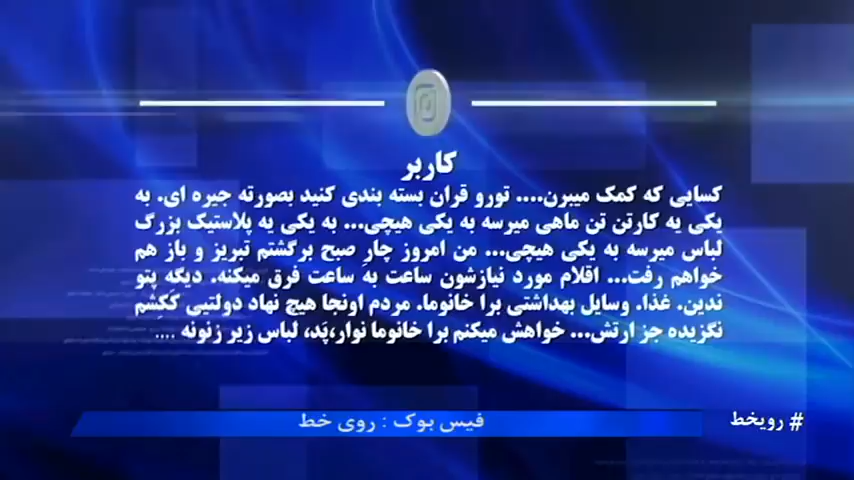 کاربر
کسایی که کمک میبرن.... تورو قران بسته بندی کنید بصورته جیره ای. به
یکی یه کارتن تن ماهی میرسه به یکی هیچی... به یکی یه پلاستیک بزرگ
لباس میرسه به یکی هیچی... من امروز چار صبح برگشتم تبریز و باز هم
خواهم رفت... اقلام مورد نیازشون ساعت به ساعت فرق میکنه. دیگه پتو
ندین. غذا. وسایل بهداشتی برا خانوما. مردم اونجا هیچ نهاد دولتیی ککِشم
نگزیده جز ارتش... خواهش میکنم برا خانوما نوار،پَد، لباس زیر زنونه ....
#رویخط
فیس بوک : روی خط